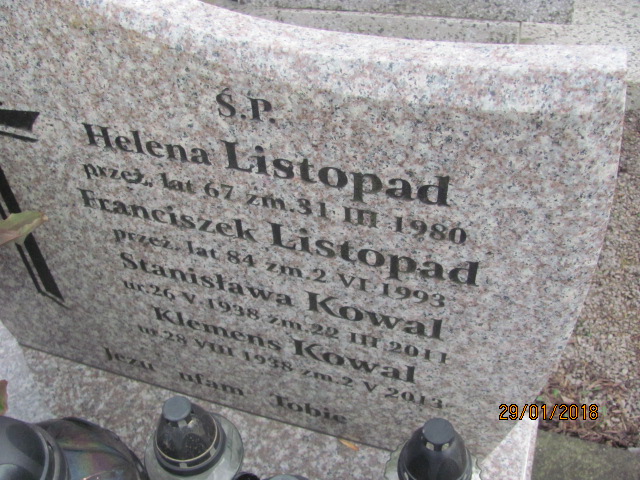 Ś.P.
Helena Listopad
przeż. lat 67 zm.31 III 1980
Franciszek Listopad
przeż. lat 84 zm.2 VI 1993
Stanisława Kowal
ur.26 V 1938 zm.22 III 2011
Klemens Kowal
ur.28 VIII 1938 zm.2 V 2013
Jezu ufam Tobie
29/01/2018